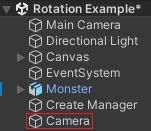 Rotation Example*
Main Camera
Directional Light
Canvas
EventSystem
Monster
Create Manager
Camera